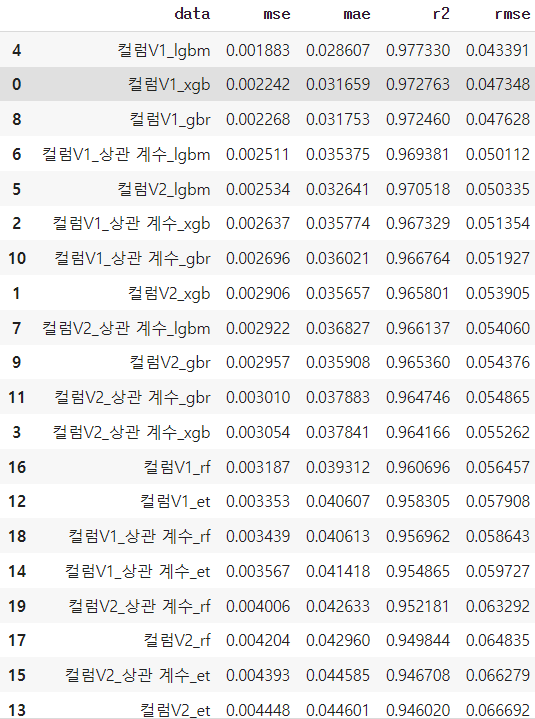 data mse mae r2 rmse
4 컬럼V1_lgbm 0.001883 0.028607 0.977330 0.043391
0 컬럼V1_xgb 0.002242 0.031659 0.972763 0.047348
8 컬럼V1_gbr 0.002268 0.031753 0.972460 0.047628
6 컬럼V1_상관 계수_lgbm 0.002511 0.035375 0.969381 0.050112
5 컬럼V2_lgbm 0.002534 0.032641 0.970518 0.050335
2 컬럼V1_상관 계수_xgb 0.002637 0.035774 0.967329 0.051354
10 컬럼V1_상관 계수_gbr 0.002696 0.036021 0.966764 0.051927
1 컬럼V2_xgb 0.002906 0.035657 0.965801 0.053905
7 컬럼V2_상관 계수_lgbm 0.002922 0.036827 0.966137 0.054060
9 컬럼V2_gbr 0.002957 0.035908 0.965360 0.054376
11 컬럼V2_상관 계수_gbr 0.003010 0.037883 0.964746 0.054865
3 컬럼V2_상관 계수_xgb 0.003054 0.037841 0.964166 0.055262
16 컬럼V1_rf 0.003187 0.039312 0.960696 0.056457
12 컬럼V1_et 0.003353 0.040607 0.958305 0.057908
18 컬럼V1_상관 계수_rf 0.003439 0.040613 0.956962 0.058643
14 컬럼V1_상관 계수_et 0.003567 0.041418 0.954865 0.059727
19 컬럼V2_상관 계수_rf 0.004006 0.042633 0.952181 0.063292
17 컬럼V2_rf 0.004204 0.042960 0.949844 0.064835
15 컬럼V2_상관 계수_et 0.004393 0.044585 0.946708 0.066279
13 컬럼V2_et 0.004448 0.044601 0.946020 0.066692